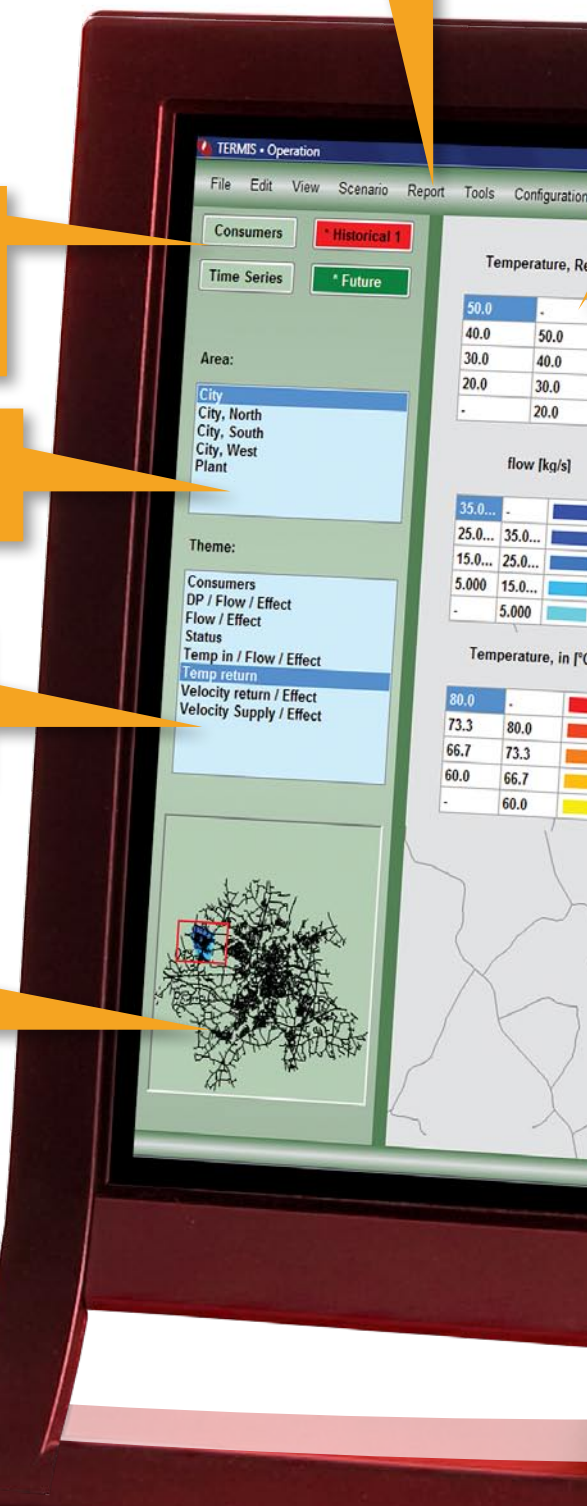 TERMIS • Operation
File Edit View Scenario Report Tools Configuration
Consumers * Historical 1
Time Series * Future
Area:
City
City, North
City, South
City, West
Plant
Theme:
Consumers
DP / Flow / Effect
Flow / Effect
Status
Temp in / Flow / Effect
Temp return
Velocity return / Effect
Velocity Supply / Effect
Temperature, Re
50.0 -
40.0 50.0
30.0 40.0
20.0 30.0
- 20.0
flow [kg/s]
35.0... -
25.0... 35.0...
15.0... 25.0...
5.000 15.0...
- 5.000
Temperature, in [°C
80.0 -
73.3 80.0
66.7 73.3
60.0 66.7
- 60.0